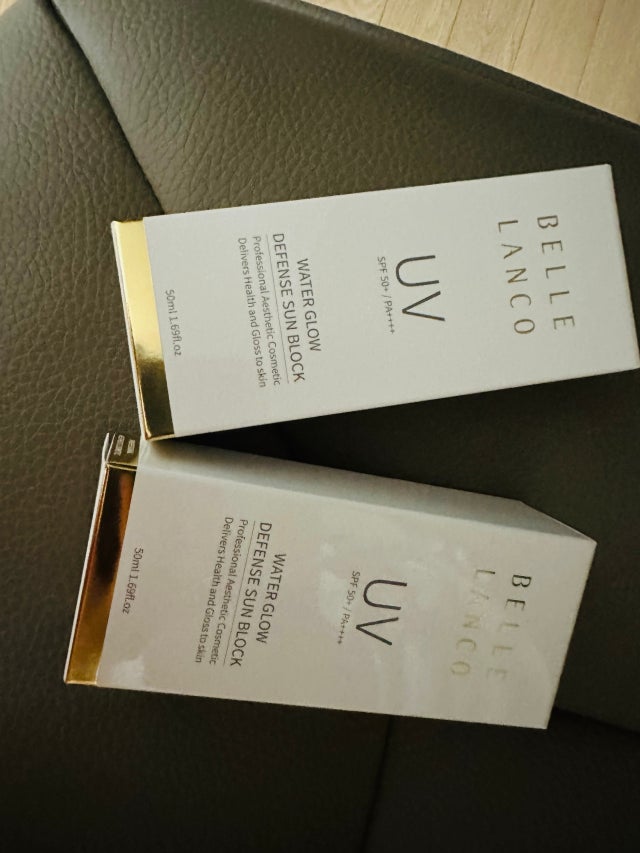 BELLE
LANCO
UV
SPF 50+ / PA++++
WATER GLOW
DEFENSE SUN BLOCK
Professional Aesthetic Cosmetic
Delivers Health and Gloss to skin
50ml 1.69fl.oz
BELLE
LANCO
UV
SPF 50+ / PA++++
WATER GLOW
DEFENSE SUN BLOCK
Professional Aesthetic Cosmetic
Delivers Health and Gloss to skin
50ml 1.69fl.oz